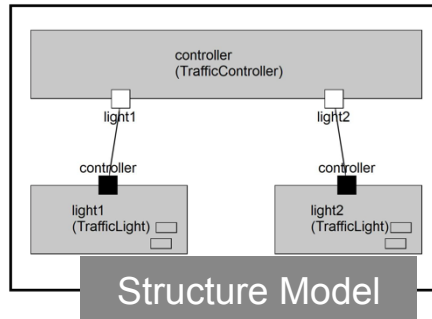 controller
(TrafficController)
light1
light2
controller
controller
light1
(TrafficLight)
light2
(TrafficLight)
Structure Model